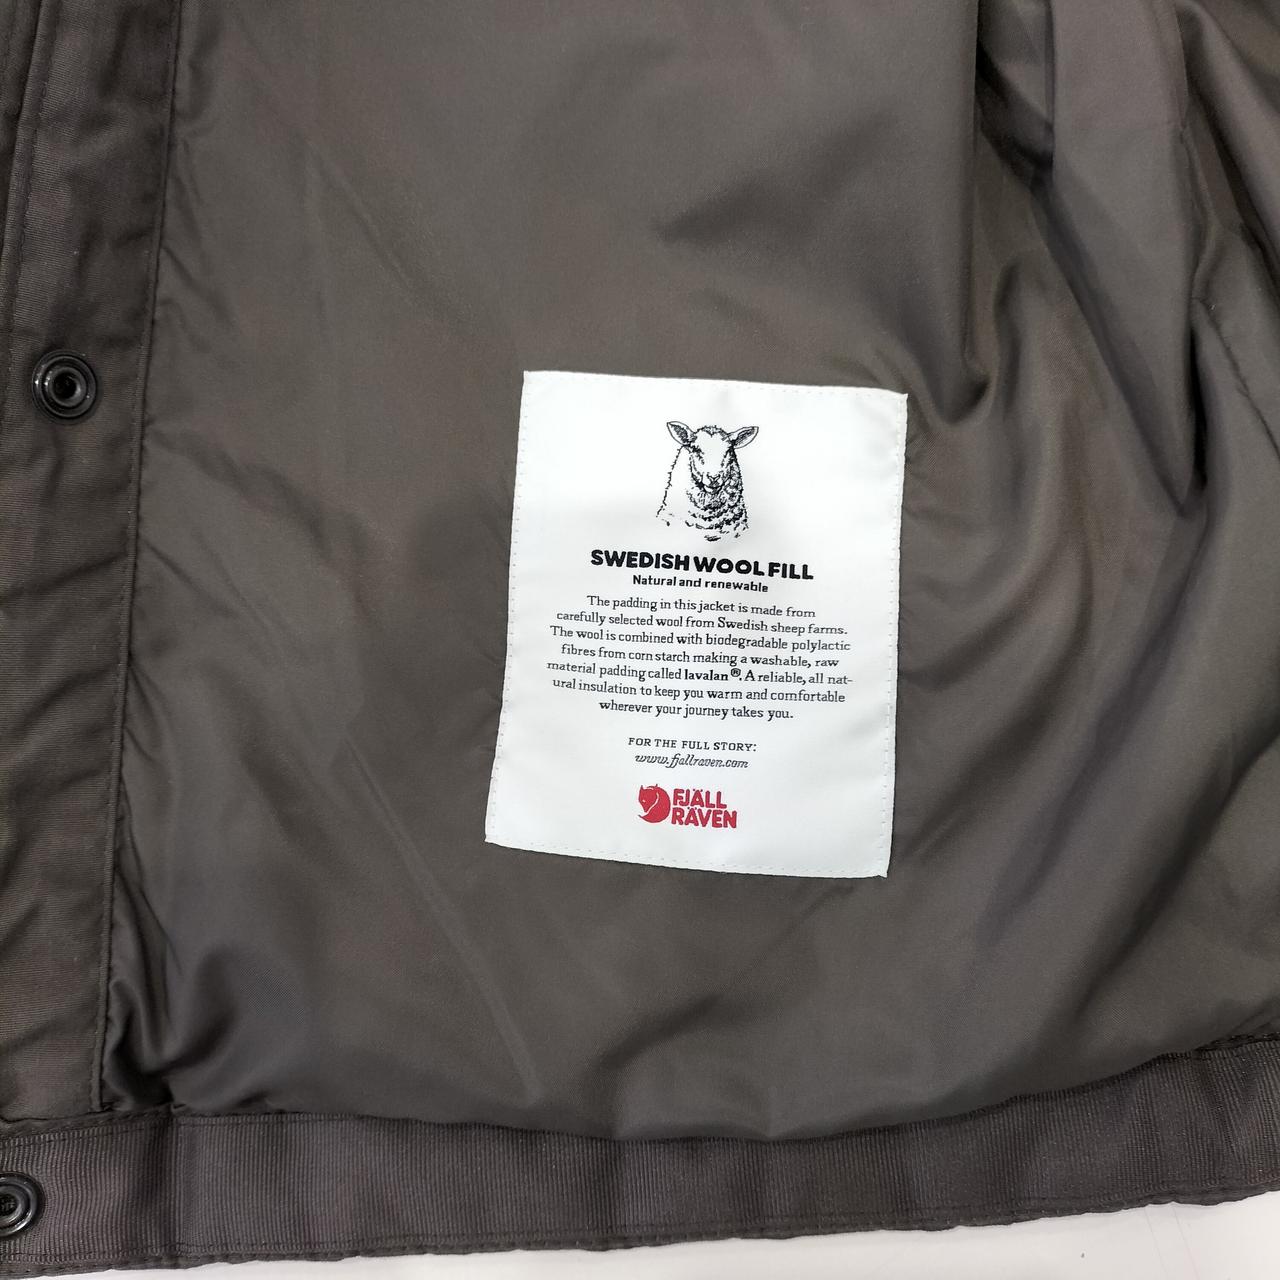 SWEDISH WOOL FILL
Natural and renewable
The padding in this jacket is made from
carefully selected wool from Swedish sheep farms.
The wool is combined with biodegradable polylactic
fibres from corn starch making a washable, raw
material padding called lavalan®. A reliable, all nat-
ural insulation to keep you warm and comfortable
wherever your journey takes you.
FOR THE FULL STORY:
www.fjallraven.com
FJÄLL
RÄVEN